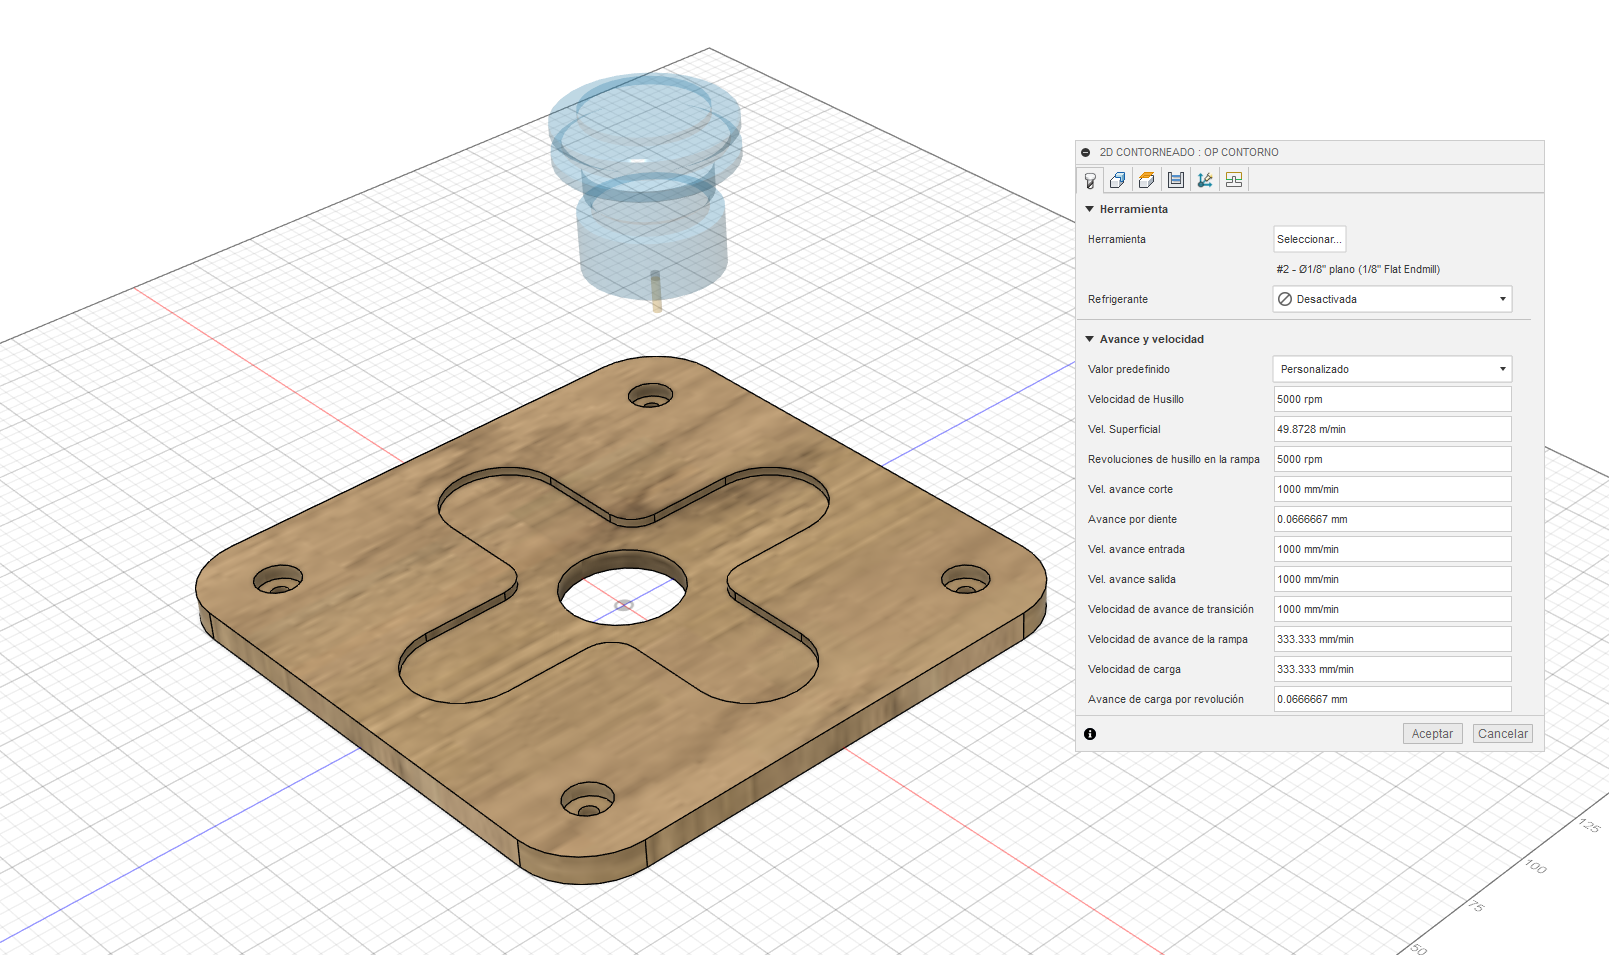 2D CONTORNEADO : OP CONTORNO
Herramienta
Herramienta Seleccionar...
#2 - Ø1/8" plano (1/8" Flat Endmill)
Refrigerante Desactivada
Avance y velocidad
Valor predefinido Personalizado
Velocidad de Husillo 5000 rpm
Vel. Superficial 49.8728 m/min
Revoluciones de husillo en la rampa 5000 rpm
Vel. avance corte 1000 mm/min
Avance por diente 0.0666667 mm
Vel. avance entrada 1000 mm/min
Vel. avance salida 1000 mm/min
Velocidad de avance de transición 1000 mm/min
Velocidad de avance de la rampa 333.333 mm/min
Velocidad de carga 333.333 mm/min
Avance de carga por revolución 0.0666667 mm
Aceptar Cancelar
125
100
75
50